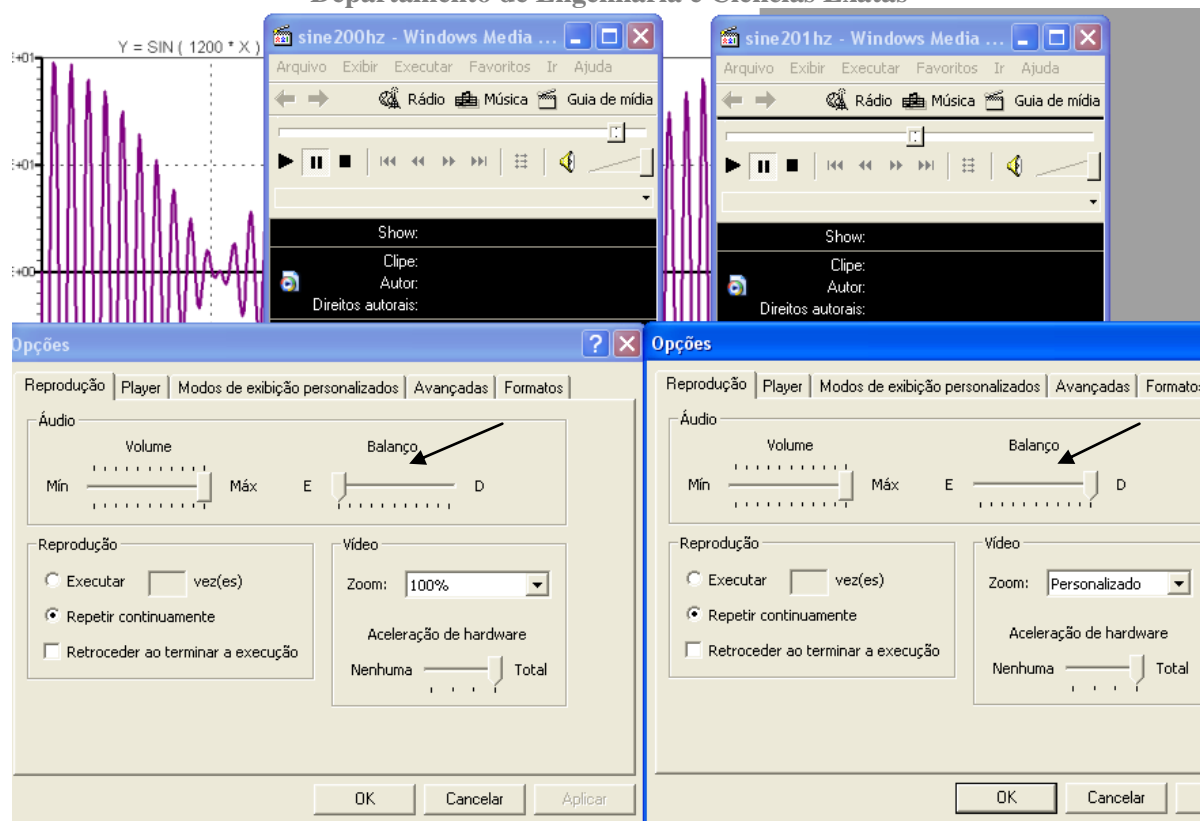 Departamento de Engenharia e Ciências Exatas
Y = SIN ( 1200 * X )
E+01
E+01
E+00
sine200hz - Windows Media ...
Arquivo Exibir Executar Favoritos Ir Ajuda
Rádio Música Guia de mídia
Show:
Clipe:
Autor:
Direitos autorais:
sine201hz - Windows Media ...
Arquivo Exibir Executar Favoritos Ir Ajuda
Rádio Música Guia de mídia
Show:
Clipe:
Autor:
Direitos autorais:
Opções
Reprodução Player Modos de exibição personalizados Avançadas Formatos
Áudio
Volume Balanço
Mín Máx E D
Reprodução
Executar vez(es)
Repetir continuamente
Retroceder ao terminar a execução
Vídeo
Zoom: 100%
Aceleração de hardware
Nenhuma Total
OK Cancelar Aplicar
Opções
Reprodução Player Modos de exibição personalizados Avançadas Formatos
Áudio
Volume Balanço
Mín Máx E D
Reprodução
Executar vez(es)
Repetir continuamente
Retroceder ao terminar a execução
Vídeo
Zoom: Personalizado
Aceleração de hardware
Nenhuma Total
OK Cancelar